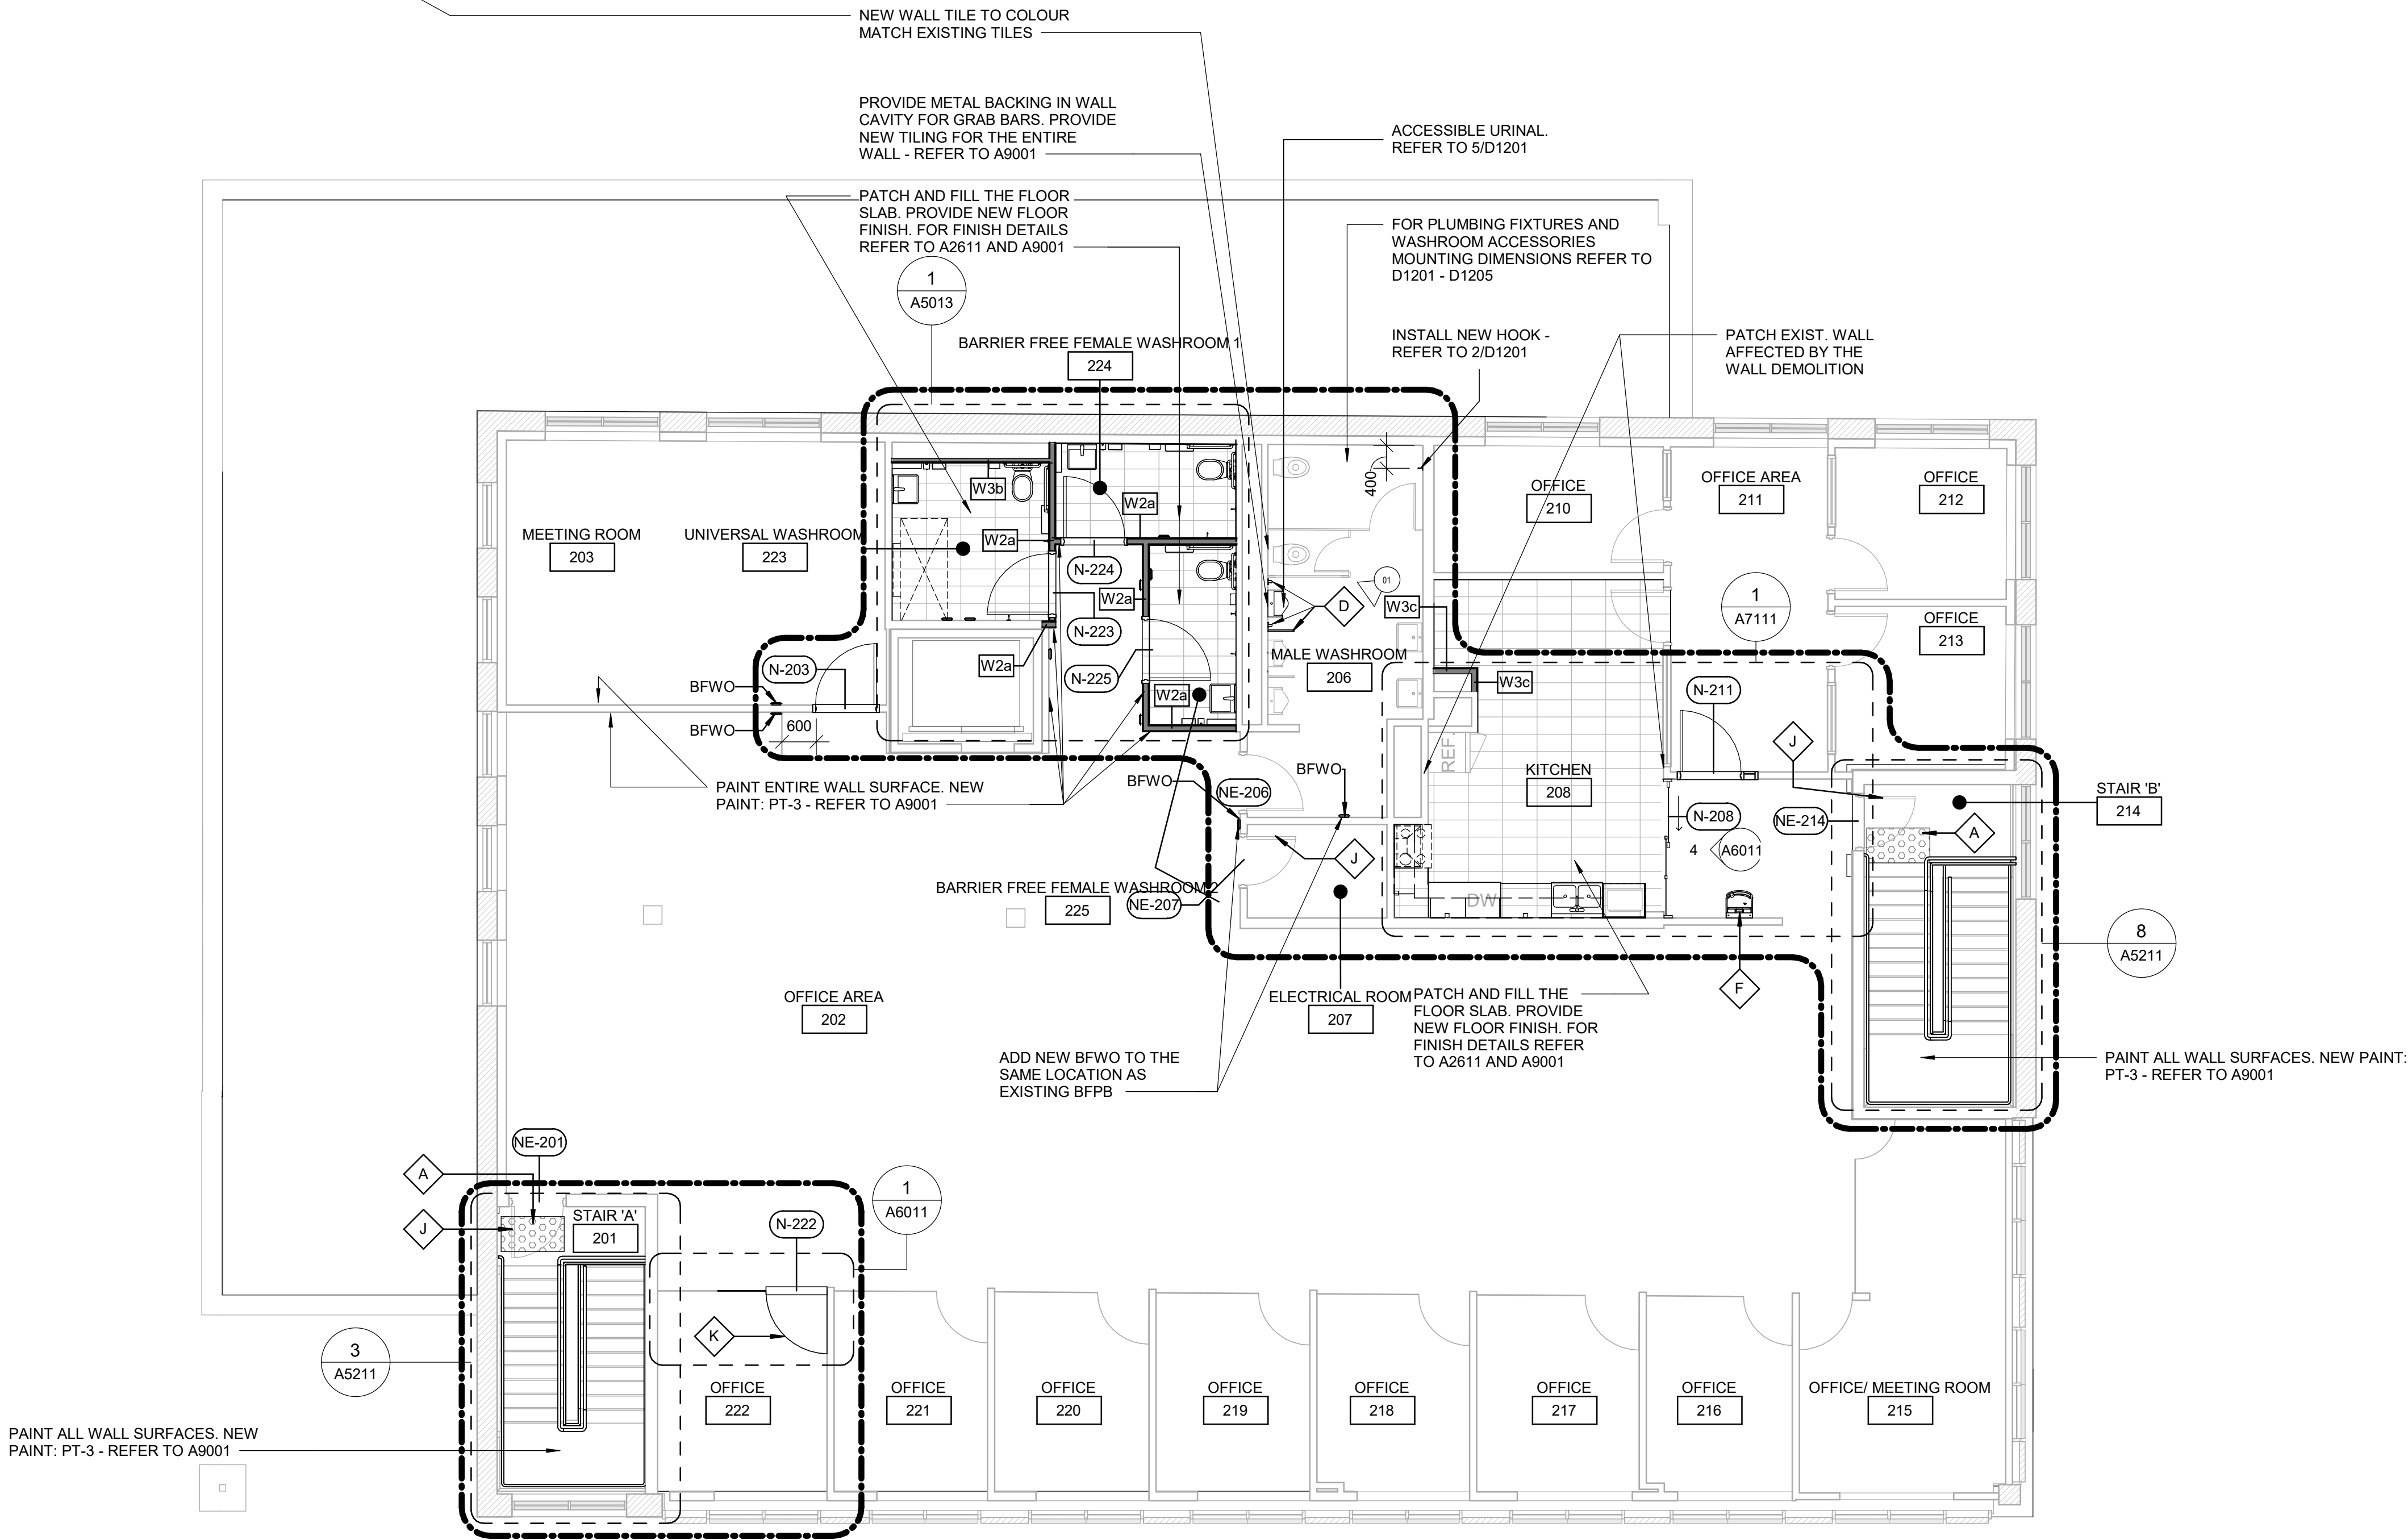 NEW WALL TILE TO COLOUR
MATCH EXISTING TILES
PROVIDE METAL BACKING IN WALL
CAVITY FOR GRAB BARS. PROVIDE
NEW TILING FOR THE ENTIRE
WALL - REFER TO A9001
ACCESSIBLE URINAL.
REFER TO 5/D1201
PATCH AND FILL THE FLOOR
SLAB. PROVIDE NEW FLOOR
FINISH. FOR FINISH DETAILS
REFER TO A2611 AND A9001
FOR PLUMBING FIXTURES AND
WASHROOM ACCESSORIES
MOUNTING DIMENSIONS REFER TO
D1201 - D1205
1
A5013
INSTALL NEW HOOK -
REFER TO 2/D1201
PATCH EXIST. WALL
AFFECTED BY THE
WALL DEMOLITION
BARRIER FREE FEMALE WASHROOM 1
224
MEETING ROOM
203
UNIVERSAL WASHROOM
223
W3b
W2a
W2a
W2a
W2a
W2a
N-224
N-223
N-225
N-203
400
OFFICE
210
OFFICE AREA
211
OFFICE
212
OFFICE
213
1
A7111
D
01
W3c
W3c
MALE WASHROOM
206
N-211
J
BFWO
BFWO
600
PAINT ENTIRE WALL SURFACE. NEW
PAINT: PT-3 - REFER TO A9001
BFWO
NE-206
BFWO
REF.
KITCHEN
208
N-208
4
A6011
NE-214
A
STAIR 'B'
214
J
DW
F
BARRIER FREE FEMALE WASHROOM 2
225
NE-207
8
A5211
OFFICE AREA
202
ELECTRICAL ROOM
207
PATCH AND FILL THE
FLOOR SLAB. PROVIDE
NEW FLOOR FINISH. FOR
FINISH DETAILS REFER
TO A2611 AND A9001
ADD NEW BFWO TO THE
SAME LOCATION AS
EXISTING BFPB
PAINT ALL WALL SURFACES. NEW PAINT:
PT-3 - REFER TO A9001
NE-201
A
J
STAIR 'A'
201
1
A6011
N-222
K
3
A5211
OFFICE
222
OFFICE
221
OFFICE
220
OFFICE
219
OFFICE
218
OFFICE
217
OFFICE
216
OFFICE/ MEETING ROOM
215
PAINT ALL WALL SURFACES. NEW
PAINT: PT-3 - REFER TO A9001